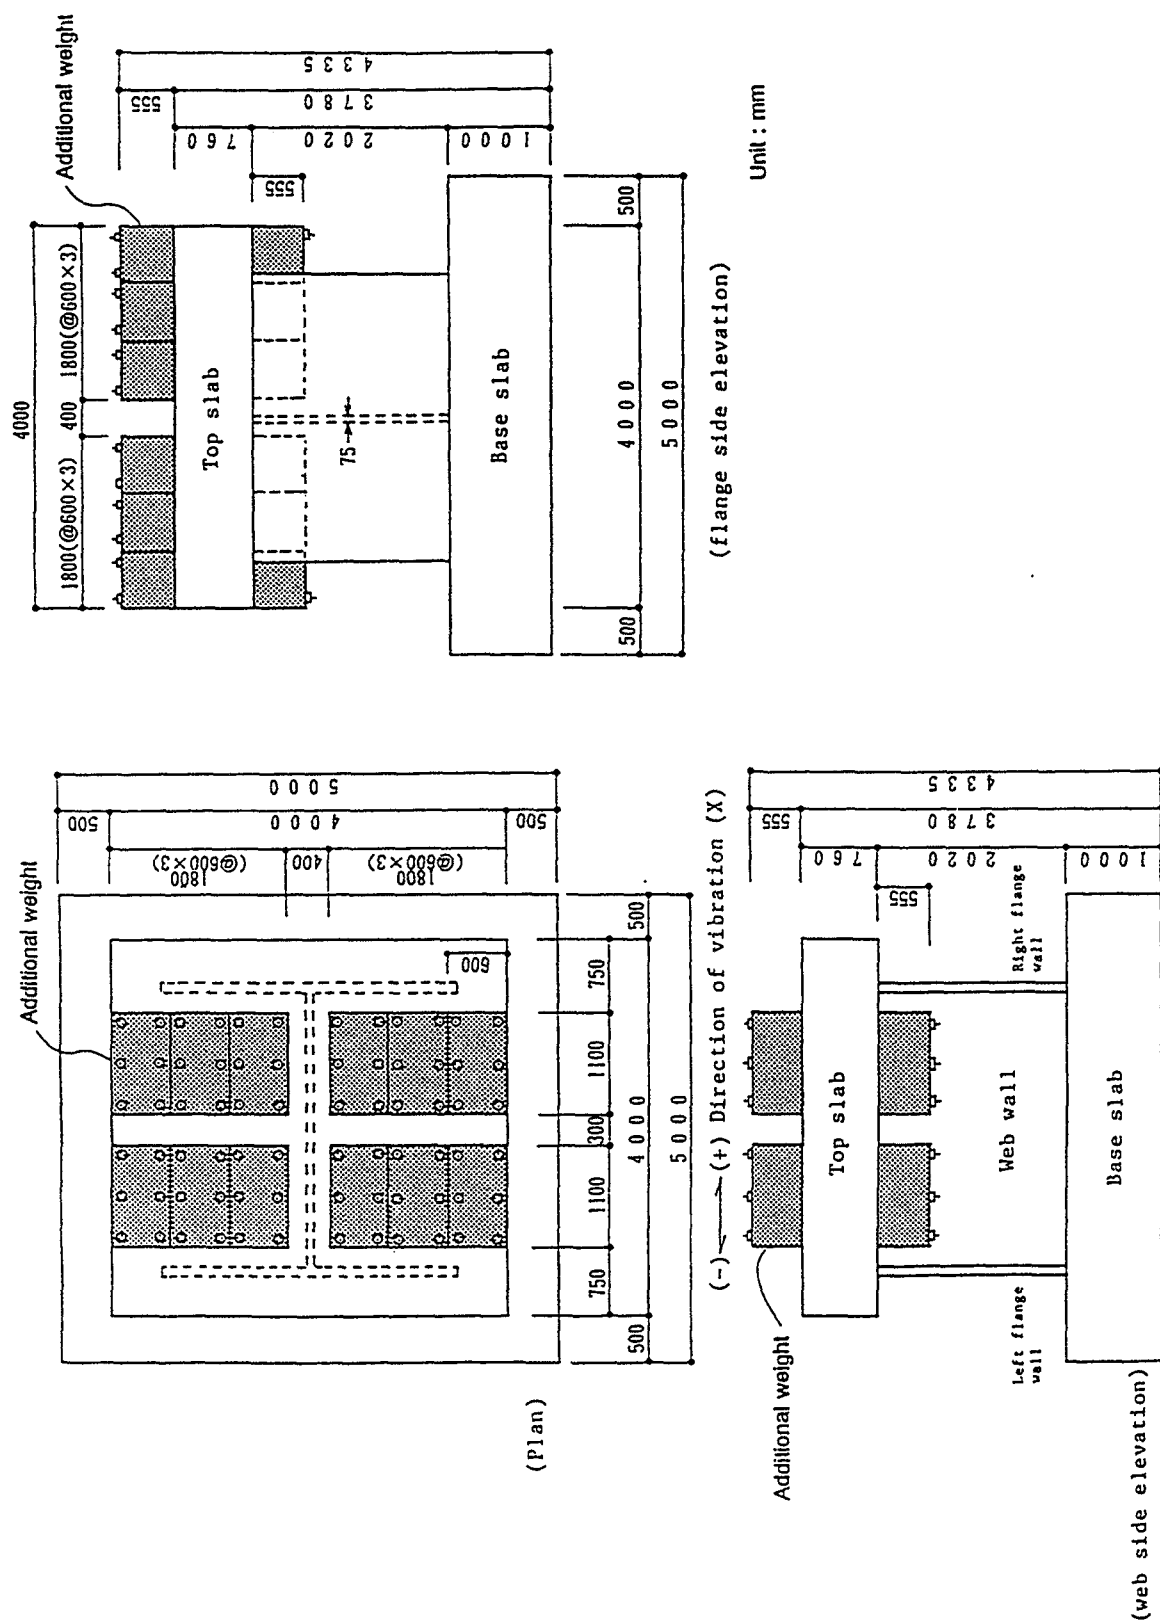 Additional weight
4000
1800(@600×3)
400
1800(@600×3)
555
760
2020
1000
3780
4335
555
Top slab
75
Base slab
500
4000
500
5000
(flange side elevation)
Unit : mm
Additional weight
500
1800
(@600×3)
400
1800
(@600×3)
500
4000
5000
600
500
750
1100
300
1100
750
500
4000
5000
(Plan)
(-) (+) Direction of vibration (X)
Additional weight
555
760
2020
1000
3780
4335
555
Top slab
Web wall
Left flange
wall
Right flange
wall
Base slab
(web side elevation)